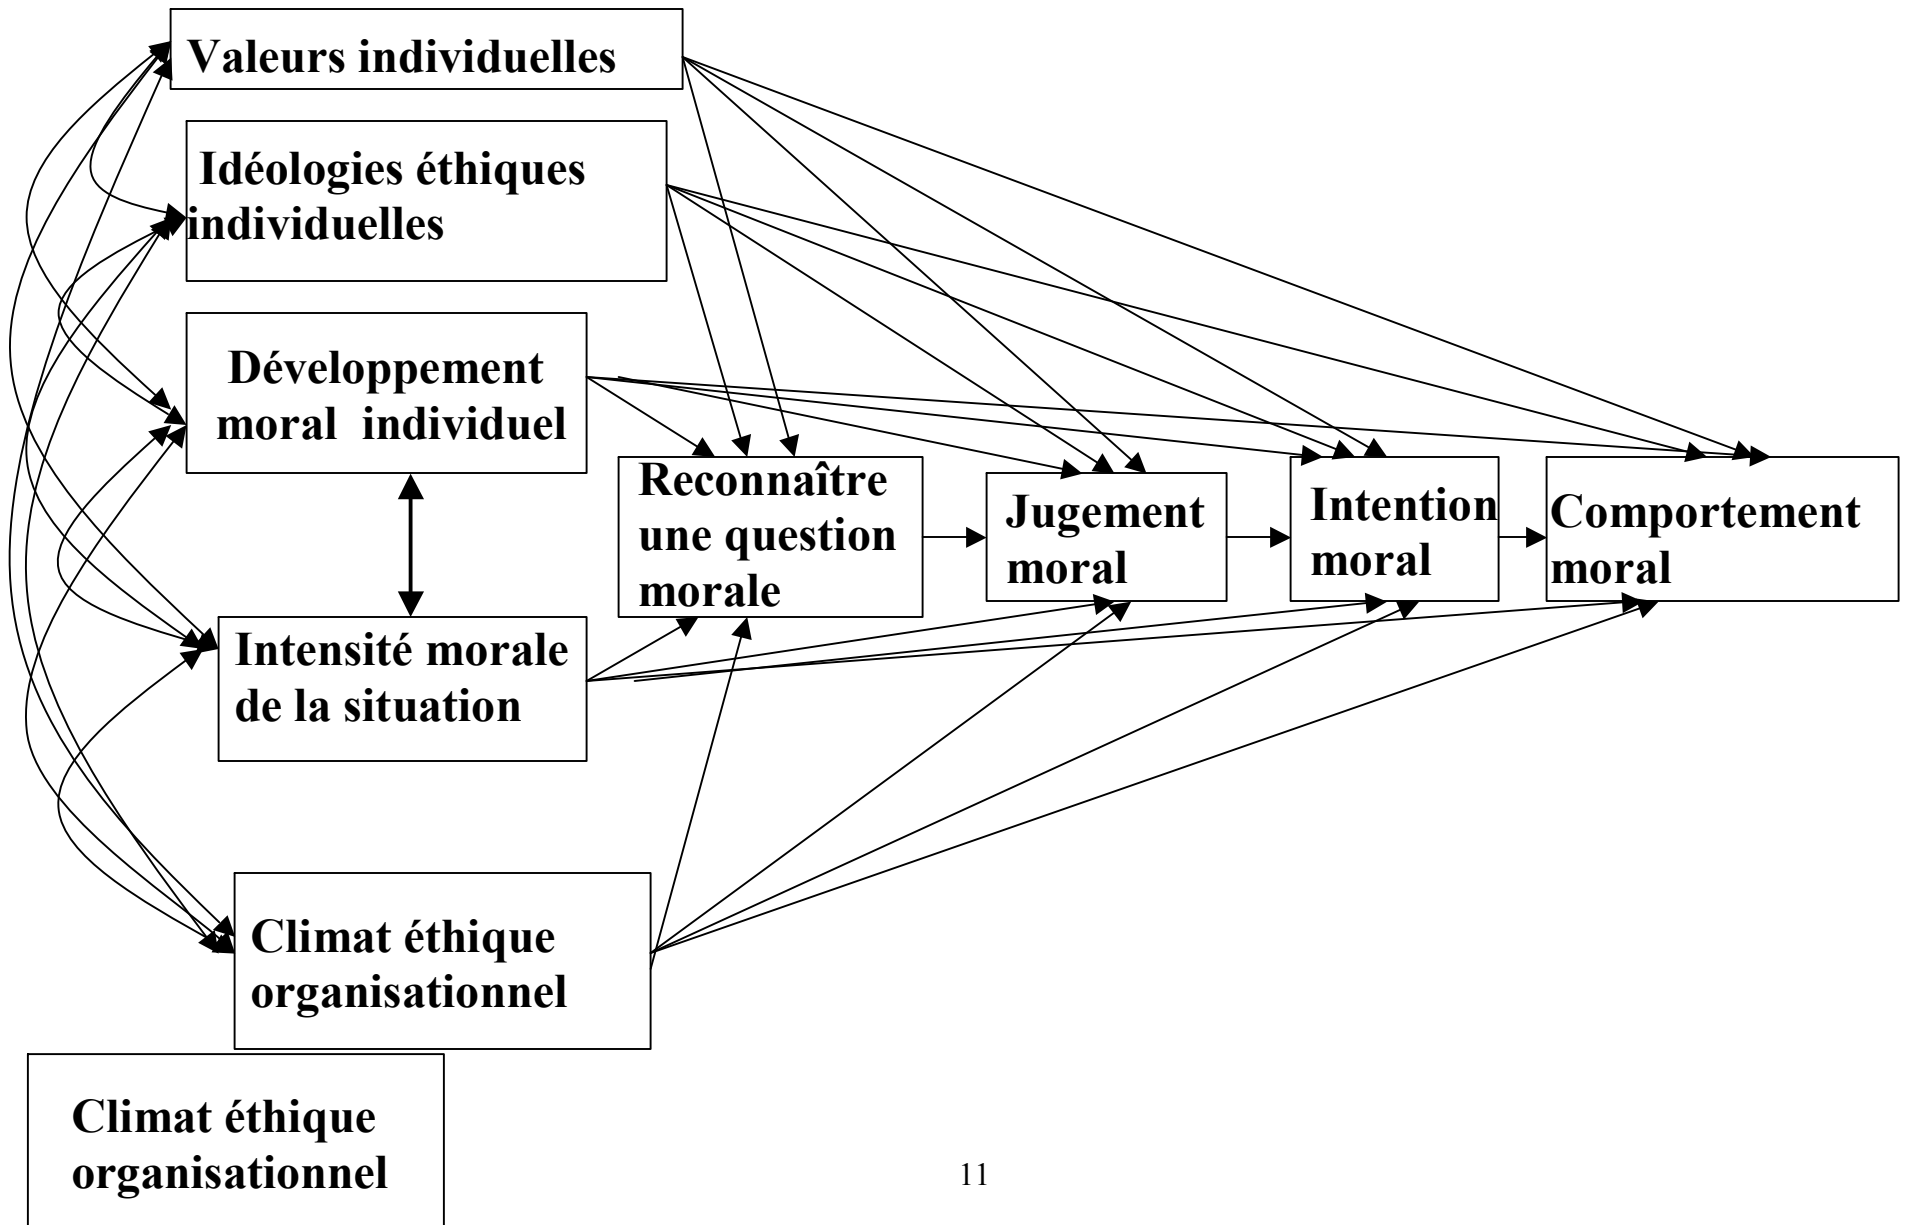 Valeurs individuelles
Idéologies éthiques
individuelles
Développement
moral individuel
Reconnaître
une question
morale
Jugement
moral
Intention
moral
Comportement
moral
Intensité morale
de la situation
Climat éthique
organisationnel
Climat éthique
organisationnel
11